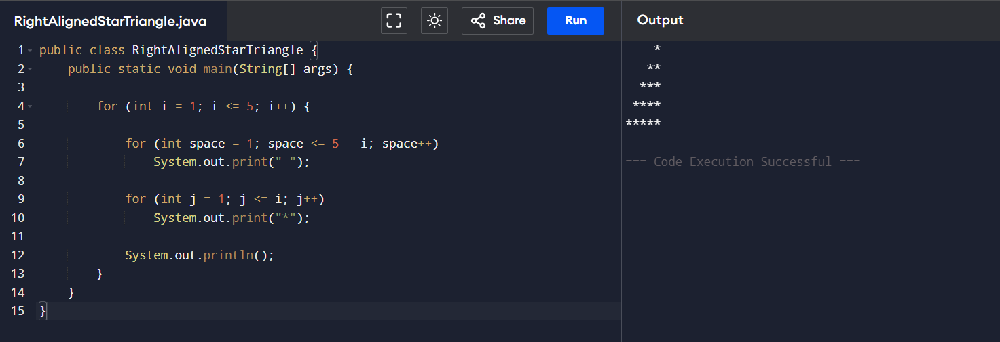 RightAlignedStarTriangle.java
Share
Run
Output
1 public class RightAlignedStarTriangle {
2     public static void main(String[] args) {
3
4         for (int i = 1; i <= 5; i++) {
5
6             for (int space = 1; space <= 5 - i; space++)
7                 System.out.print(" ");
8
9             for (int j = 1; j <= i; j++)
10                 System.out.print("*");
11
12             System.out.println();
13         }
14     }
15 }
    *
   **
  ***
 ****
*****
=== Code Execution Successful ===